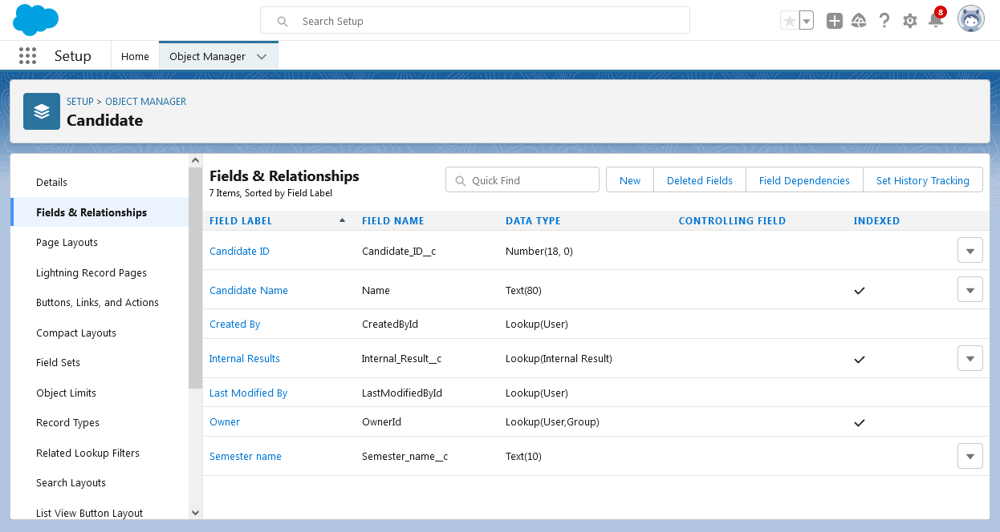 Search Setup
8
Setup
Home
Object Manager
SETUP > OBJECT MANAGER
Candidate
Details
Fields & Relationships
Page Layouts
Lightning Record Pages
Buttons, Links, and Actions
Compact Layouts
Field Sets
Object Limits
Record Types
Related Lookup Filters
Search Layouts
List View Button Layout
Fields & Relationships
7 Items, Sorted by Field Label
Quick Find
New
Deleted Fields
Field Dependencies
Set History Tracking
FIELD LABEL FIELD NAME DATA TYPE CONTROLLING FIELD INDEXED
Candidate ID Candidate_ID__c Number(18, 0)
Candidate Name Name Text(80)
Created By CreatedById Lookup(User)
Internal Results Internal_Result__c Lookup(Internal Result)
Last Modified By LastModifiedById Lookup(User)
Owner OwnerId Lookup(User,Group)
Semester name Semester_name__c Text(10)